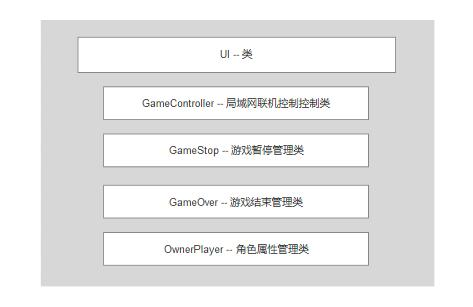 UI -- 类
GameController -- 局域网联机控制控制类
GameStop -- 游戏暂停管理类
GameOver -- 游戏结束管理类
OwnerPlayer -- 角色属性管理类